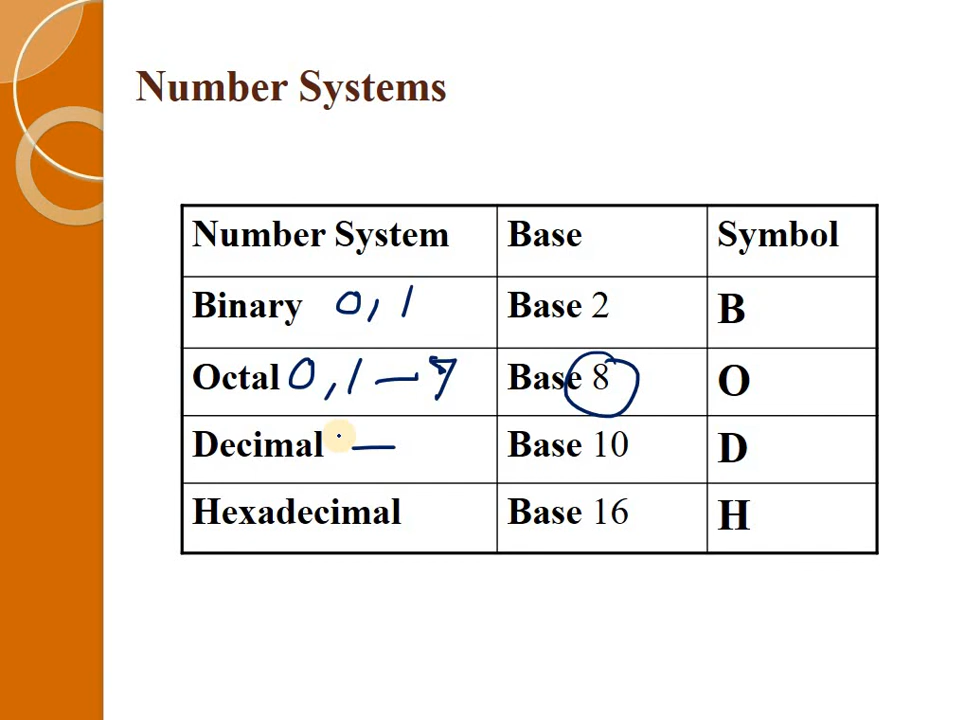 Number Systems
Number System Base Symbol
Binary 0, 1 Base 2 B
Octal 0, 1 — 7 Base 8 O
Decimal — Base 10 D
Hexadecimal Base 16 H